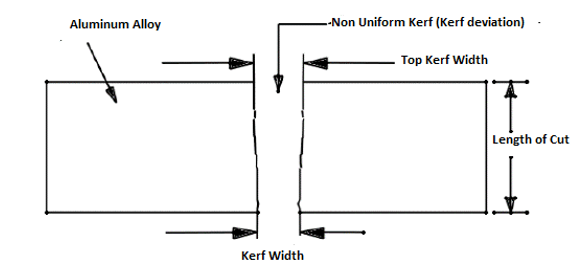 Aluminum Alloy
Non Uniform Kerf (Kerf deviation)
Top Kerf Width
Length of Cut
Kerf Width